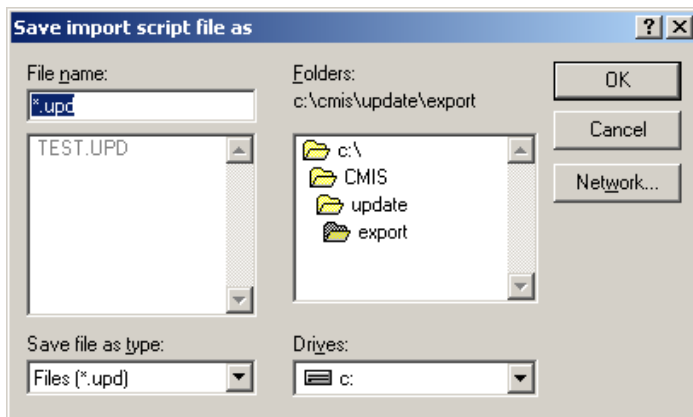 Save import script file as
File name:
*.upd
TEST.UPD
Save file as type:
Files (*.upd)
Folders:
c:\cmis\update\export
c:\
CMIS
update
export
Drives:
c:
OK
Cancel
Network...